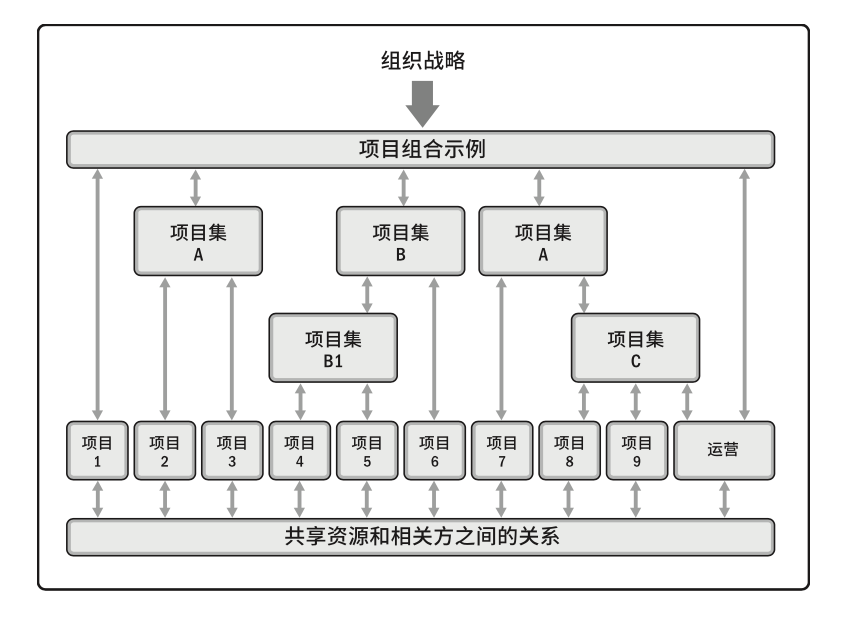 组织战略
项目组合示例
项目集
A
项目集
B
项目集
A
项目集
B1
项目集
C
项目
1
项目
2
项目
3
项目
4
项目
5
项目
6
项目
7
项目
8
项目
9
运营
共享资源和相关方之间的关系